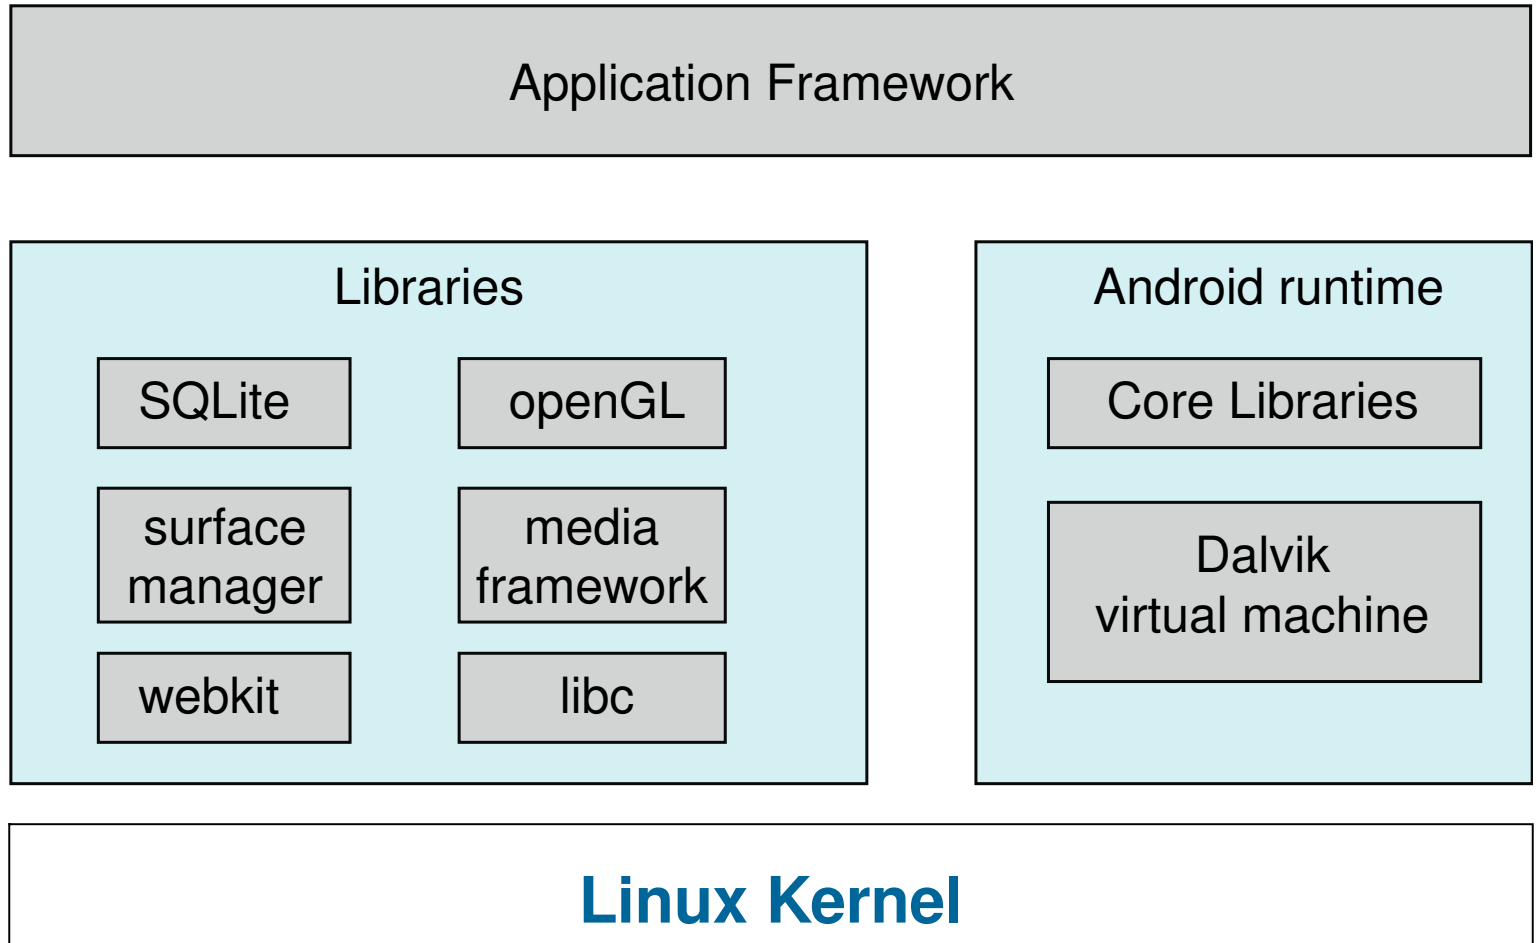 Application Framework
Libraries
SQLite
openGL
surface
manager
media
framework
webkit
libc
Android runtime
Core Libraries
Dalvik
virtual machine
Linux Kernel